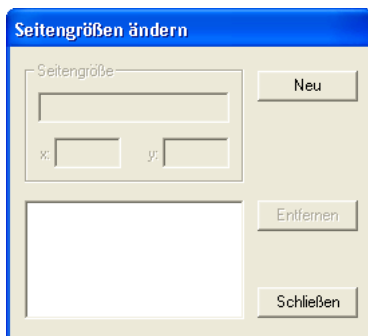 Seitengrößen ändern
Seitengröße
Neu
x:
y:
Entfernen
Schließen